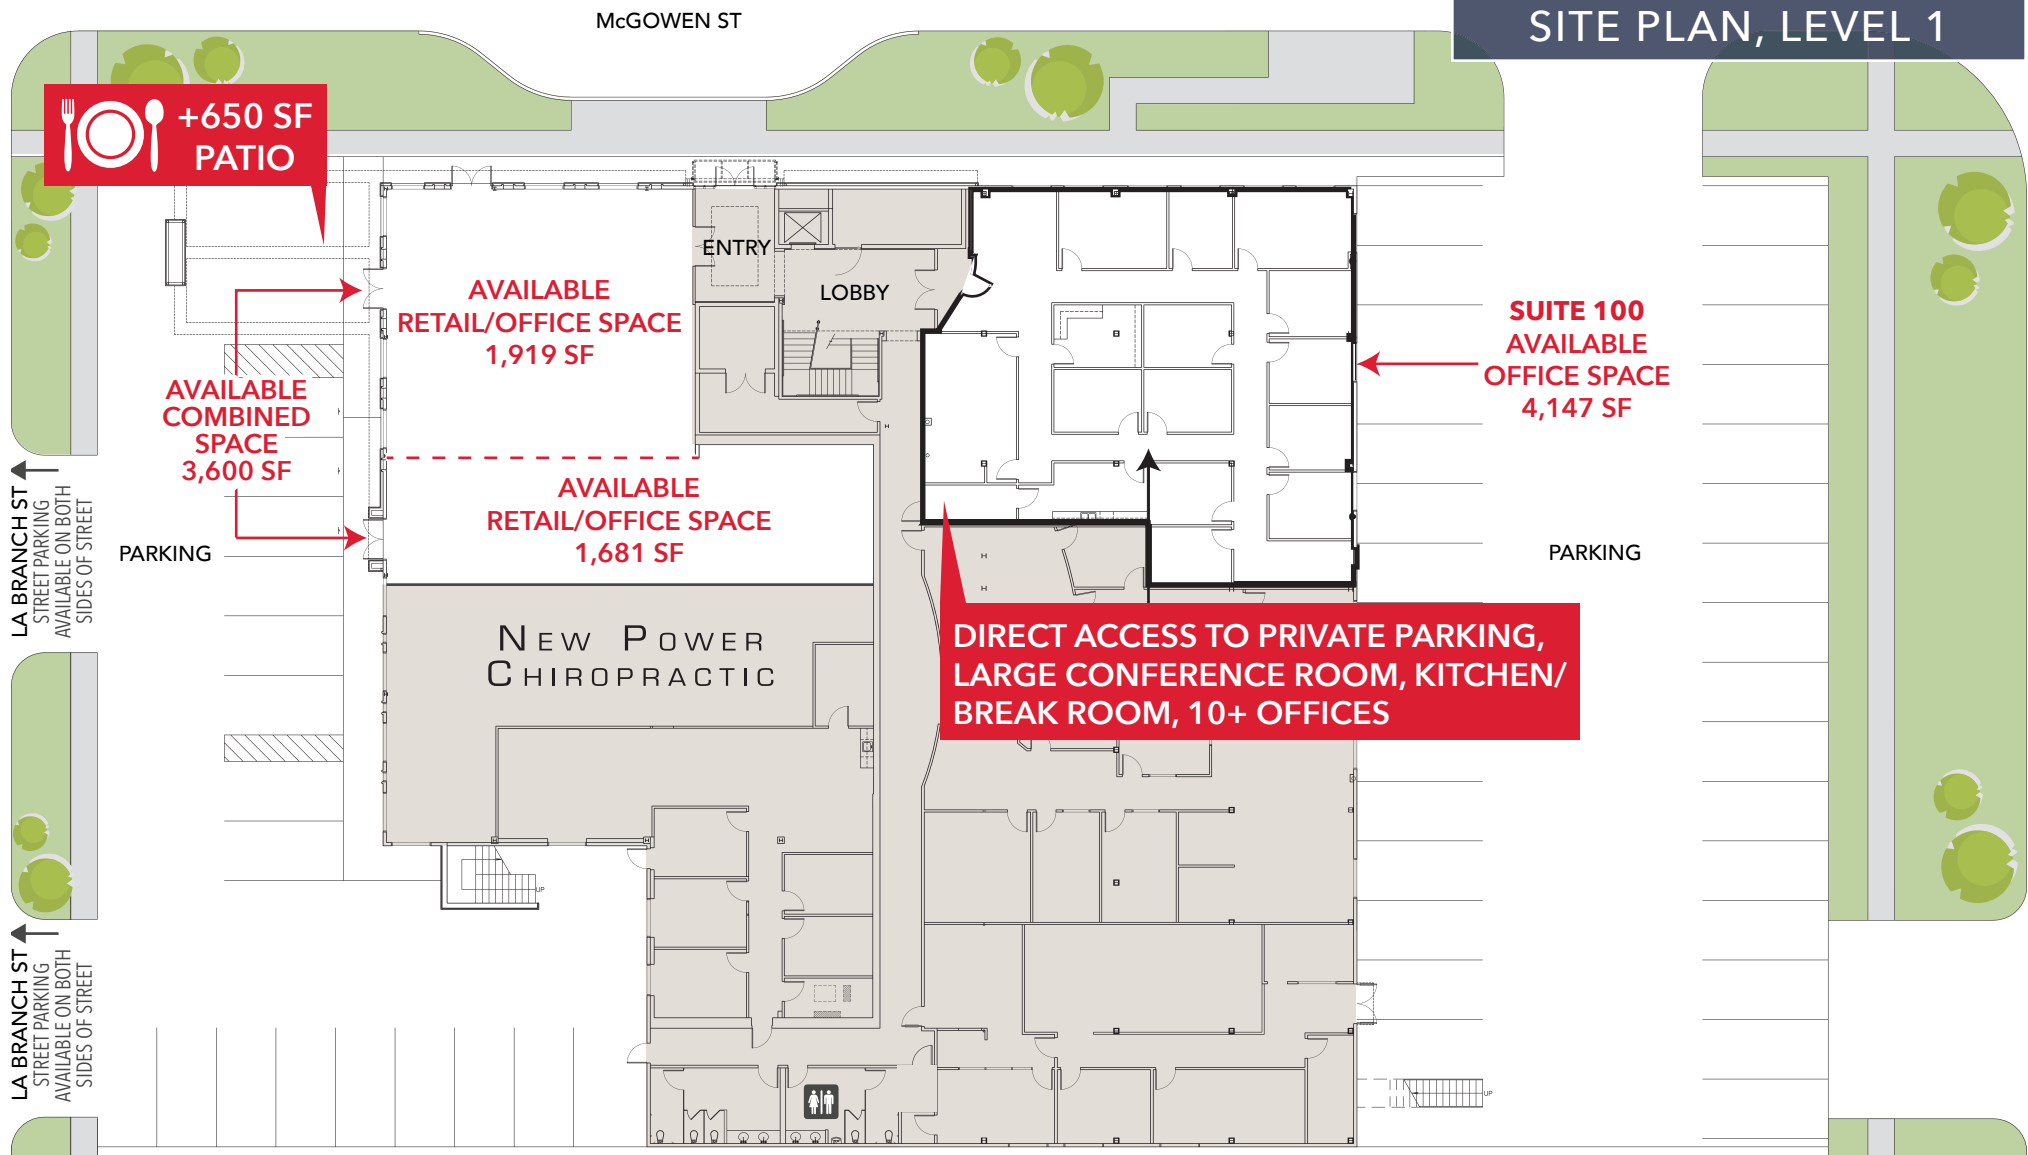 McGOWEN ST
SITE PLAN, LEVEL 1
+650 SF
PATIO
ENTRY
LOBBY
AVAILABLE
RETAIL/OFFICE SPACE
1,919 SF
SUITE 100
AVAILABLE
OFFICE SPACE
4,147 SF
AVAILABLE
COMBINED
SPACE
3,600 SF
AVAILABLE
RETAIL/OFFICE SPACE
1,681 SF
LA BRANCH ST
STREET PARKING
AVAILABLE ON BOTH
SIDES OF STREET
PARKING
PARKING
NEW POWER
CHIROPRACTIC
DIRECT ACCESS TO PRIVATE PARKING,
LARGE CONFERENCE ROOM, KITCHEN/
BREAK ROOM, 10+ OFFICES
UP
LA BRANCH ST
STREET PARKING
AVAILABLE ON BOTH
SIDES OF STREET
UP